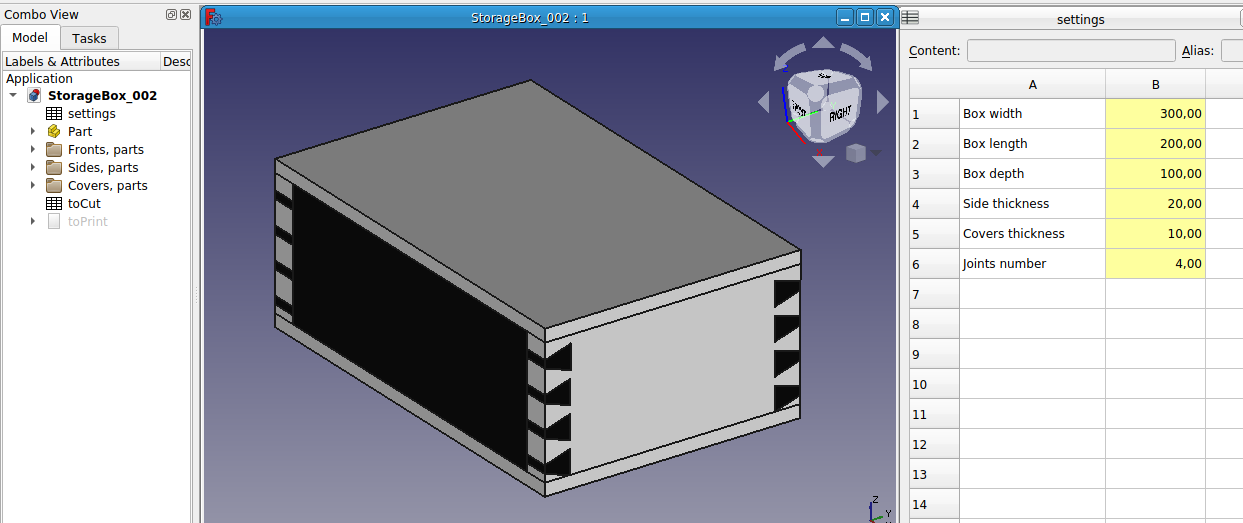 Combo View
Model Tasks
Labels & Attributes Desc
Application
StorageBox_002
settings
Part
Fronts, parts
Sides, parts
Covers, parts
toCut
toPrint
StorageBox_002 : 1
RIGHT
Z
Y
settings
Content: Alias:
A B
1 Box width 300,00
2 Box length 200,00
3 Box depth 100,00
4 Side thickness 20,00
5 Covers thickness 10,00
6 Joints number 4,00
7
8
9
10
11
12
13
14